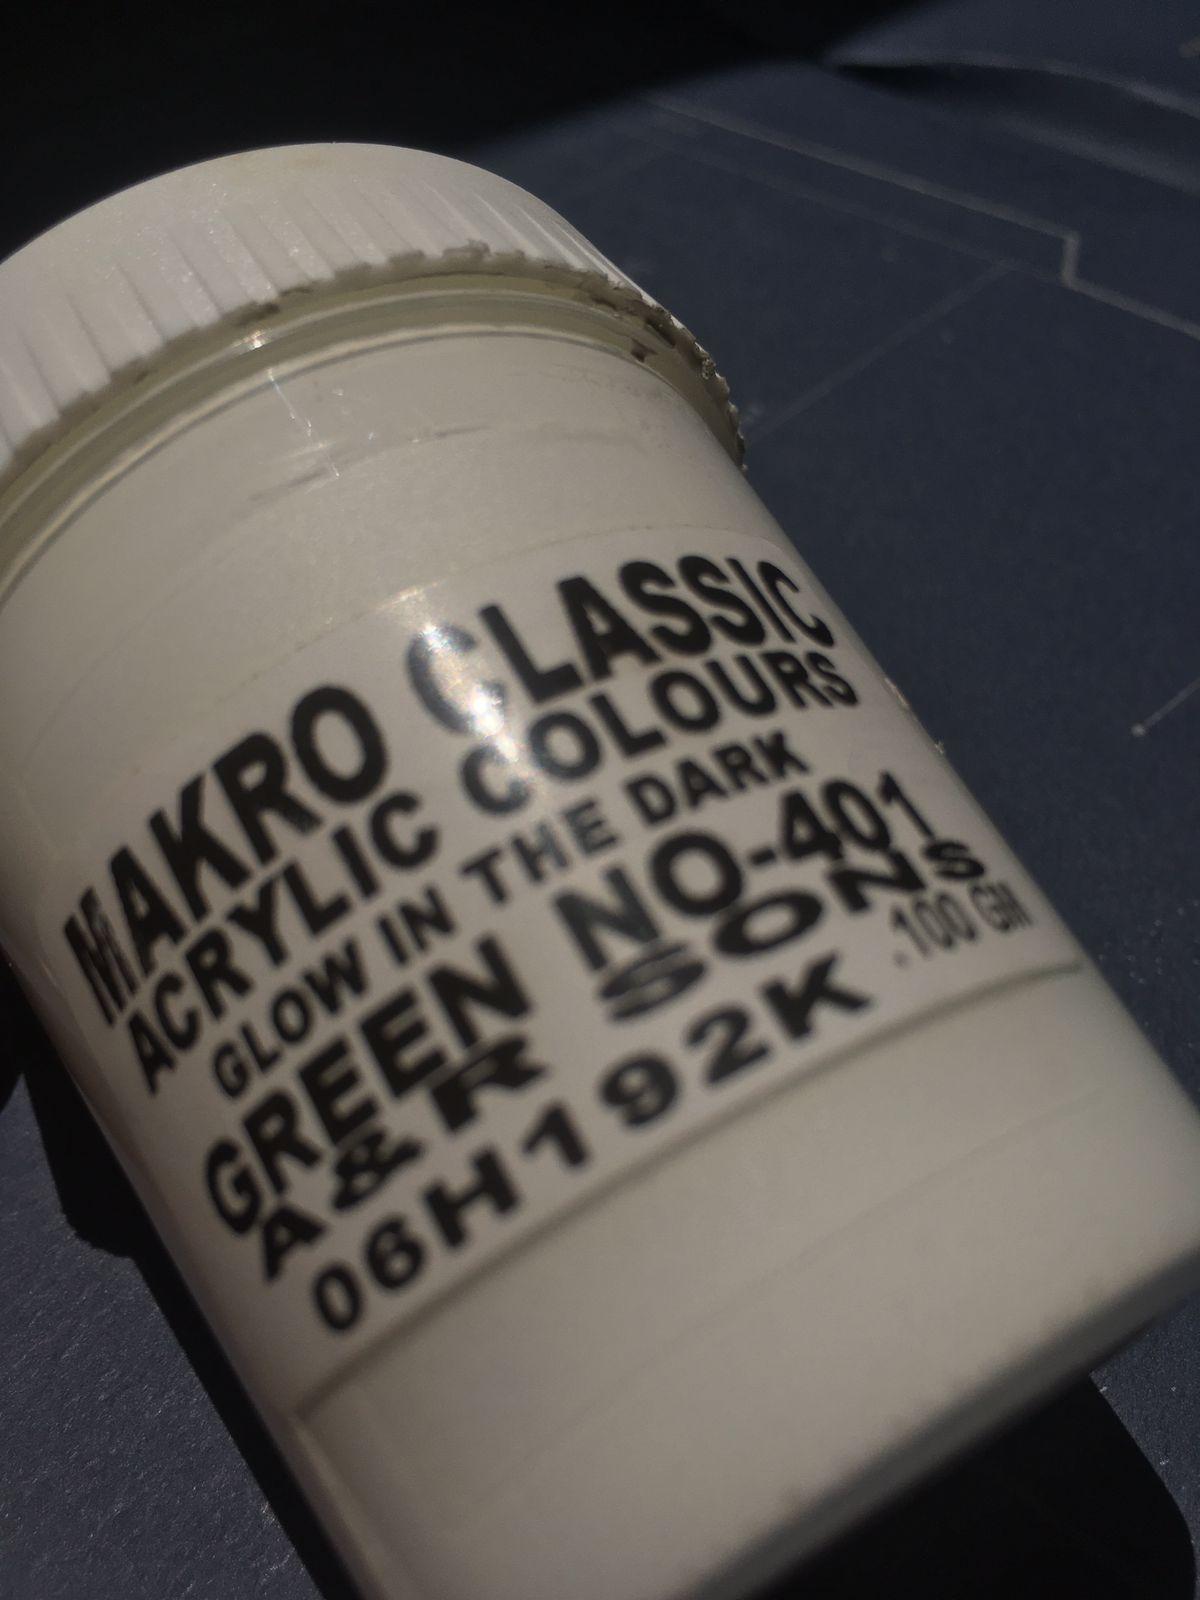 MAKRO CLASSIC
ACRYLIC COLOURS
GLOW IN THE DARK
GREEN NO-401
A&R SONS
.100 GM
06H192K